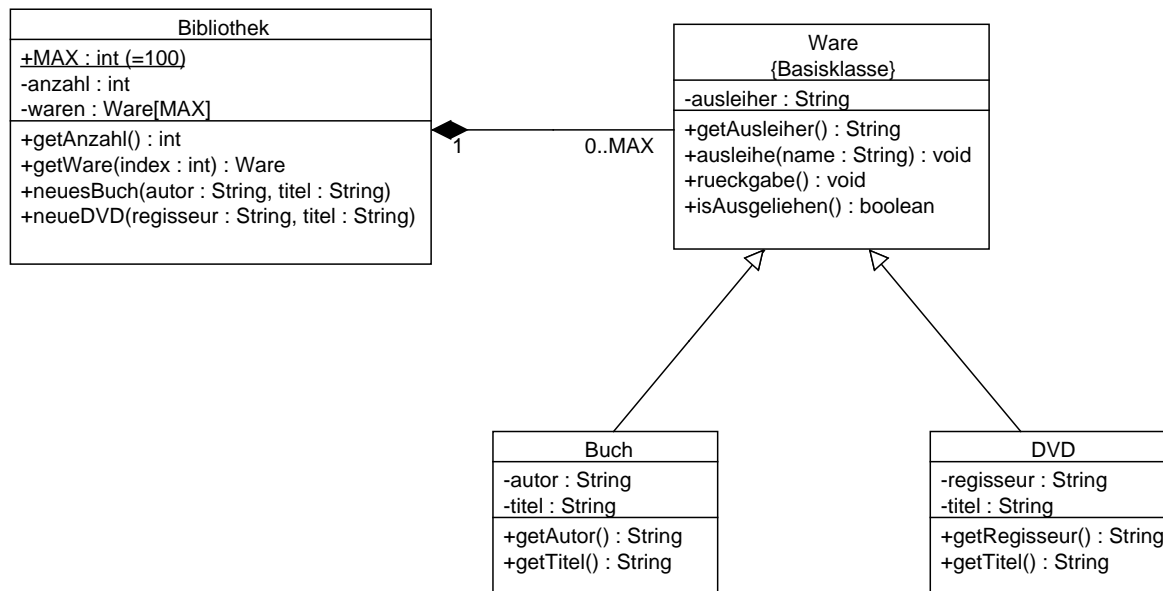 Bibliothek
+MAX : int (=100)
-anzahl : int
-waren : Ware[MAX]
+getAnzahl() : int
+getWare(index : int) : Ware
+neuesBuch(autor : String, titel : String)
+neueDVD(regisseur : String, titel : String)
1
0..MAX
Ware
{Basisklasse}
-ausleiher : String
+getAusleiher() : String
+ausleihe(name : String) : void
+rueckgabe() : void
+isAusgeliehen() : boolean
Buch
-autor : String
-titel : String
+getAutor() : String
+getTitel() : String
DVD
-regisseur : String
-titel : String
+getRegisseur() : String
+getTitel() : String